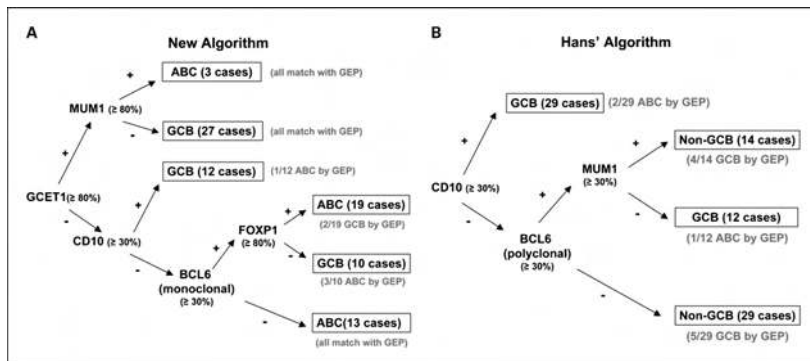 A
New Algorithm
+
ABC (3 cases)
(all match with GEP)
MUM1 (≥ 80%)
-
GCB (27 cases)
(all match with GEP)
+
GCB (12 cases)
(1/12 ABC by GEP)
GCET1(≥ 80%)
+
-
CD10 (≥ 30%)
+
ABC (19 cases)
(2/19 GCB by GEP)
FOXP1
(≥ 80%)
+
-
GCB (10 cases)
(3/10 ABC by GEP)
-
BCL6
(monoclonal)
(≥ 30%)
-
ABC(13 cases)
(all match with GEP)
B
Hans' Algorithm
GCB (29 cases)
(2/29 ABC by GEP)
+
Non-GCB (14 cases)
(4/14 GCB by GEP)
+
MUM1
(≥ 30%)
CD10 (≥ 30%)
+
-
GCB (12 cases)
(1/12 ABC by GEP)
-
BCL6
(polyclonal)
(≥ 30%)
-
Non-GCB (29 cases)
(5/29 GCB by GEP)